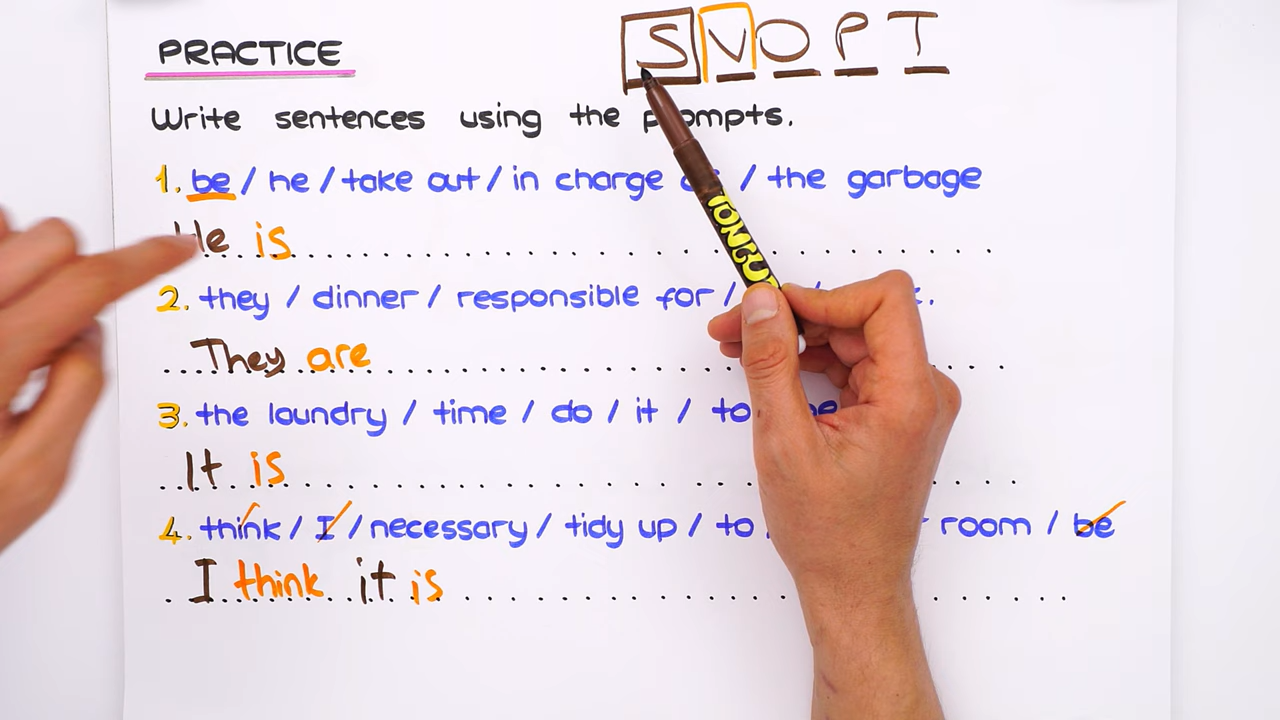 PRACTICE
S V O P T
Write sentences using the prompts.
1. be / he / take out / in charge / the garbage
He is
2. they / dinner / responsible for /
They are
3. the laundry / time / do / it / to
It is
4. think / I / necessary / tidy up / to room / be
I think it is